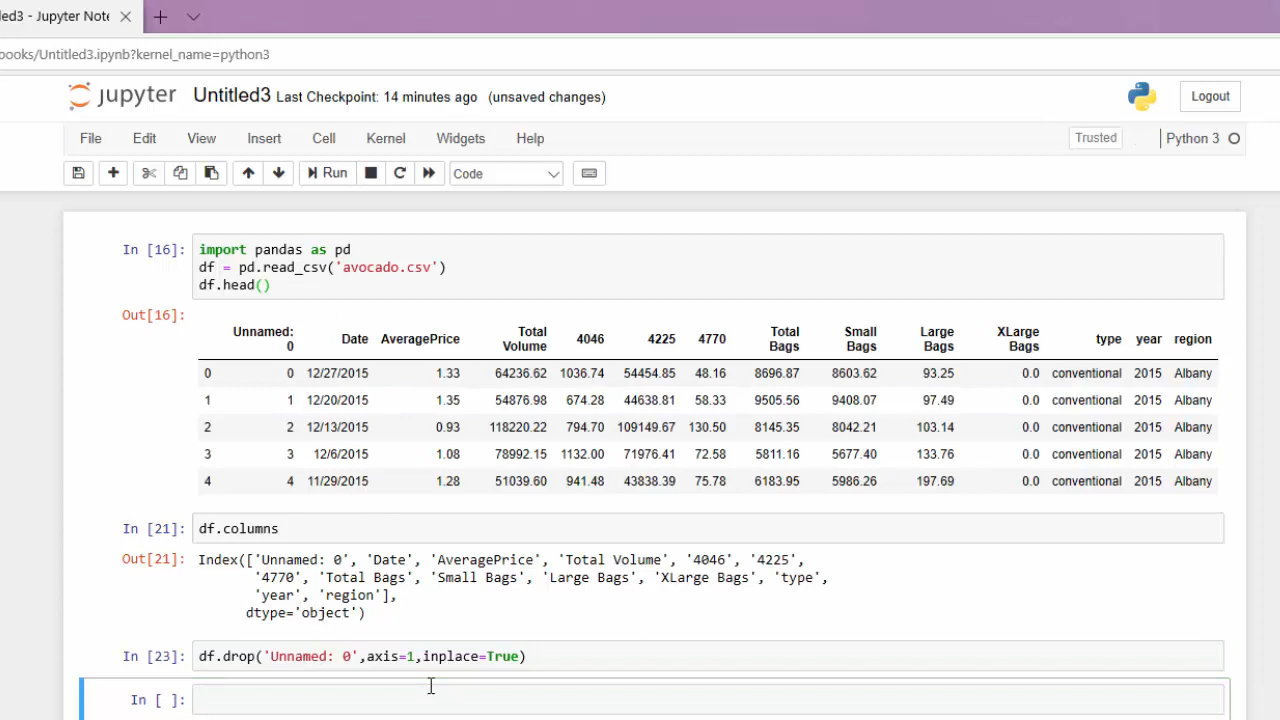 led3 - Jupyter Note
books/Untitled3.ipynb?kernel_name=python3
jupyter Untitled3 Last Checkpoint: 14 minutes ago (unsaved changes) Logout
File Edit View Insert Cell Kernel Widgets Help Trusted Python 3
Run Code
In [16]: import pandas as pd
df = pd.read_csv('avocado.csv')
df.head()
Out[16]:
Unnamed: 0 Date AveragePrice Total Volume 4046 4225 4770 Total Bags Small Bags Large Bags XLarge Bags type year region
0 0 12/27/2015 1.33 64236.62 1036.74 54454.85 48.16 8696.87 8603.62 93.25 0.0 conventional 2015 Albany
1 1 12/20/2015 1.35 54876.98 674.28 44638.81 58.33 9505.56 9408.07 97.49 0.0 conventional 2015 Albany
2 2 12/13/2015 0.93 118220.22 794.70 109149.67 130.50 8145.35 8042.21 103.14 0.0 conventional 2015 Albany
3 3 12/6/2015 1.08 78992.15 1132.00 71976.41 72.58 5811.16 5677.40 133.76 0.0 conventional 2015 Albany
4 4 11/29/2015 1.28 51039.60 941.48 43838.39 75.78 6183.95 5986.26 197.69 0.0 conventional 2015 Albany
In [21]: df.columns
Out[21]: Index(['Unnamed: 0', 'Date', 'AveragePrice', 'Total Volume', '4046', '4225',
'4770', 'Total Bags', 'Small Bags', 'Large Bags', 'XLarge Bags', 'type',
'year', 'region'],
dtype='object')
In [23]: df.drop('Unnamed: 0',axis=1,inplace=True)
In [ ]: